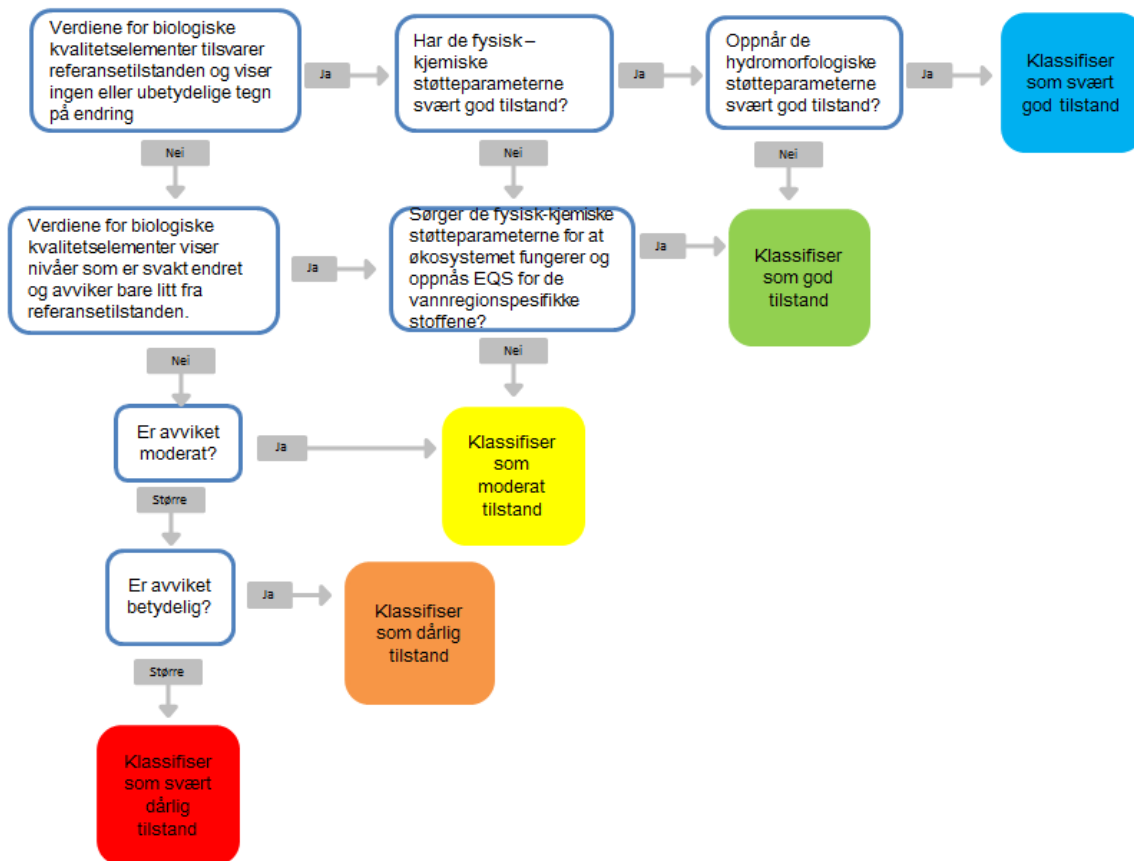 Verdiene for biologiske
kvalitetselementer tilsvarer
referansetilstanden og viser
ingen eller ubetydelige tegn
på endring
Ja
Har de fysisk –
kjemiske
støtteparameterne
svært god tilstand?
Ja
Oppnår de
hydromorfologiske
støtteparameterne
svært god tilstand?
Ja
Klassifiser
som svært
god tilstand
Nei
Nei
Nei
Verdiene for biologiske
kvalitetselementer viser
nivåer som er svakt endret
og avviker bare litt fra
referansetilstanden.
Ja
Sørger de fysisk-kjemiske
støtteparameterne for at
økosystemet fungerer og
oppnås EQS for de
vannregionspesifikke
stoffene?
Ja
Klassifiser
som god
tilstand
Nei
Nei
Er avviket
moderat?
Ja
Klassifiser
som
moderat
tilstand
Større
Er avviket
betydelig?
Ja
Klassifiser
som dårlig
tilstand
Større
Klassifiser
som svært
dårlig
tilstand